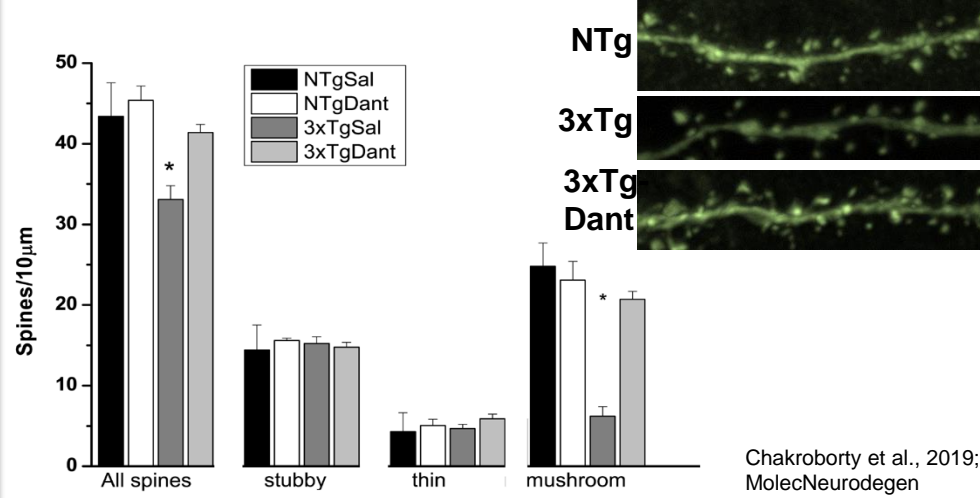 NTg
3xTg
3xTg
Dant
NTgSal
NTgDant
3xTgSal
3xTgDant
Spines/10μm
50
40
30
20
10
0
*
*
All spines
stubby
thin
mushroom
Chakroborty et al., 2019;
MolecNeurodegen